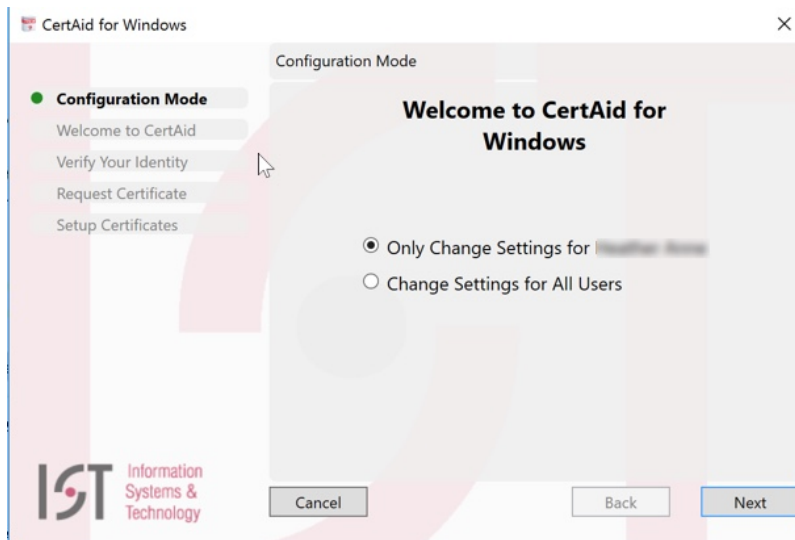 CertAid for Windows
Configuration Mode
Configuration Mode
Welcome to CertAid
Verify Your Identity
Request Certificate
Setup Certificates
Welcome to CertAid for
Windows
Only Change Settings for
Change Settings for All Users
IST Information
Systems &
Technology
Cancel
Back
Next